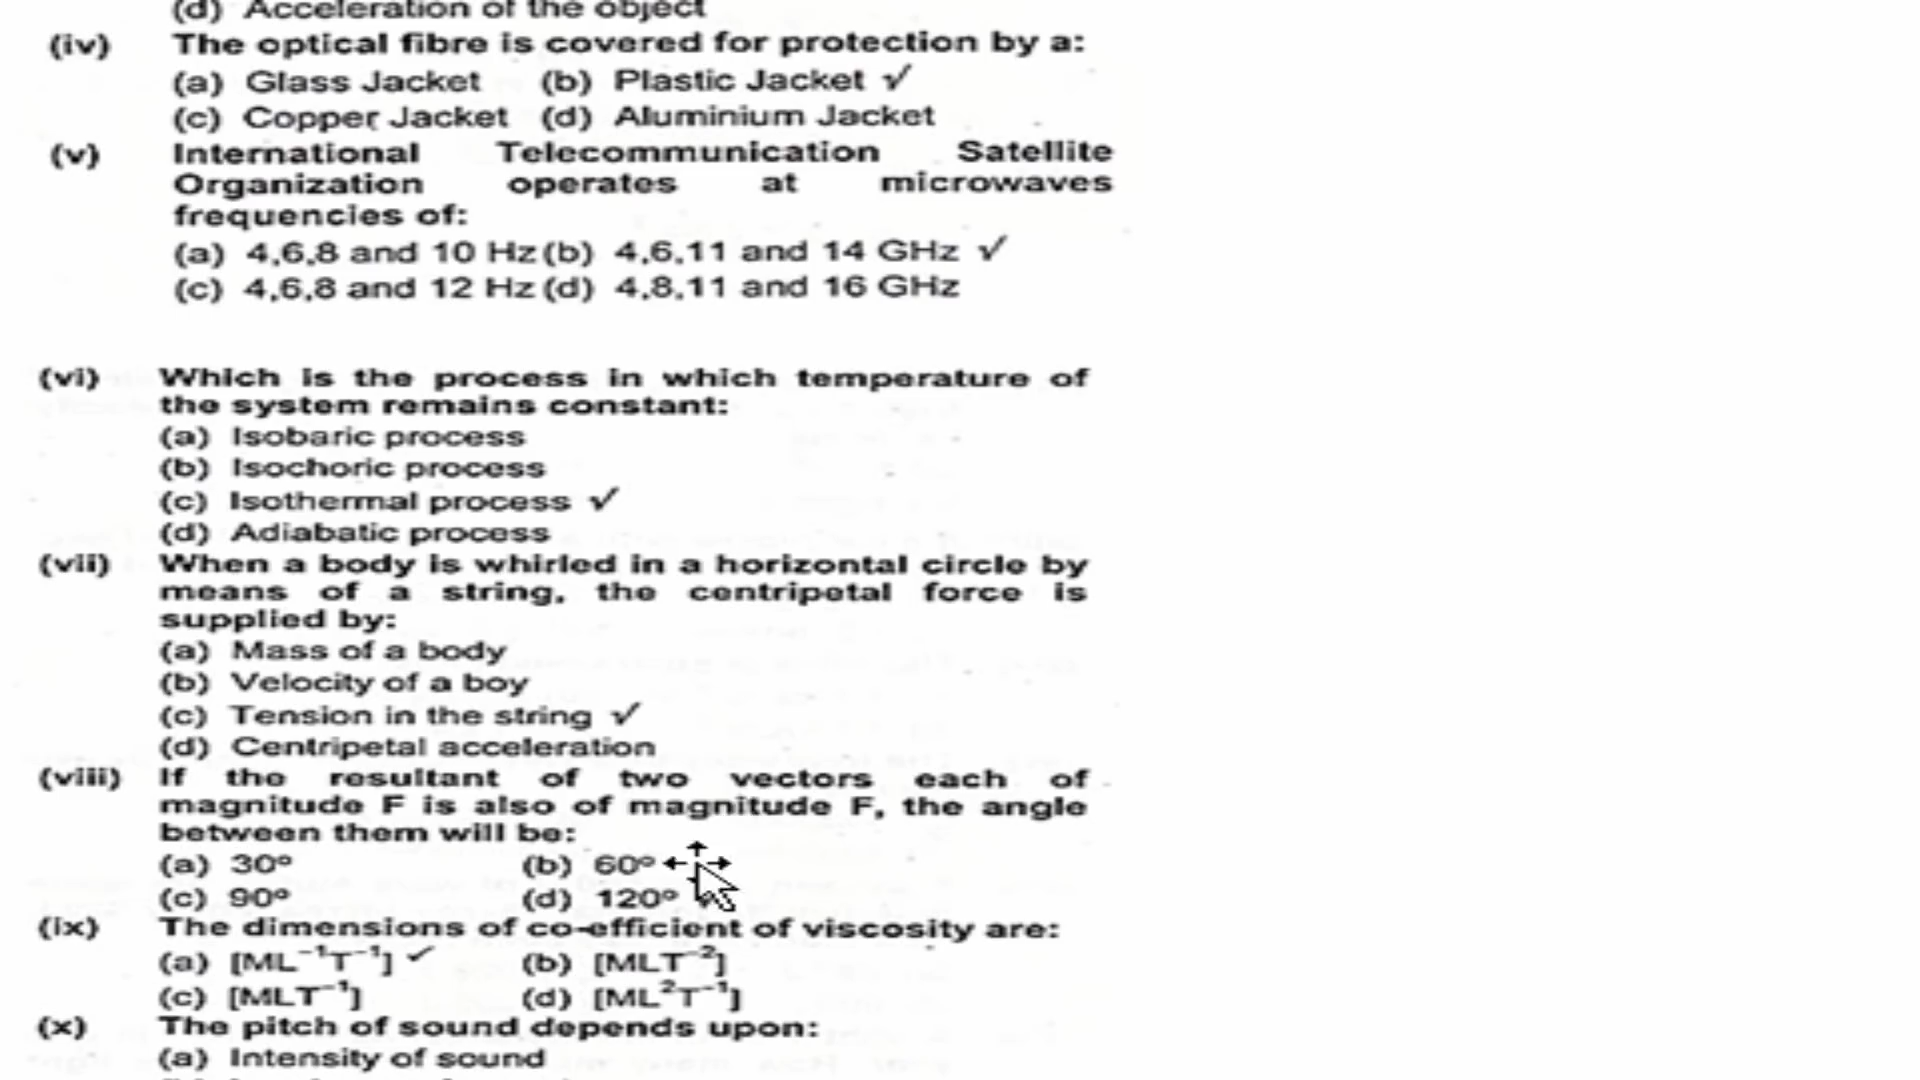 (d) Acceleration of the object
(iv) The optical fibre is covered for protection by a:
(a) Glass Jacket (b) Plastic Jacket ✓
(c) Copper Jacket (d) Aluminium Jacket
(v) International Telecommunication Satellite
Organization operates at microwaves
frequencies of:
(a) 4,6,8 and 10 Hz (b) 4,6,11 and 14 GHz ✓
(c) 4,6,8 and 12 Hz (d) 4,8,11 and 16 GHz
(vi) Which is the process in which temperature of
the system remains constant:
(a) Isobaric process
(b) Isochoric process
(c) Isothermal process ✓
(d) Adiabatic process
(vii) When a body is whirled in a horizontal circle by
means of a string, the centripetal force is
supplied by:
(a) Mass of a body
(b) Velocity of a boy
(c) Tension in the string ✓
(d) Centripetal acceleration
(viii) If the resultant of two vectors each of
magnitude F is also of magnitude F, the angle
between them will be:
(a) 30° (b) 60°
(c) 90° (d) 120°
(ix) The dimensions of co-efficient of viscosity are:
(a) [ML⁻¹T⁻¹] ✓ (b) [MLT⁻²]
(c) [MLT⁻¹] (d) [ML²T⁻¹]
(x) The pitch of sound depends upon:
(a) Intensity of sound